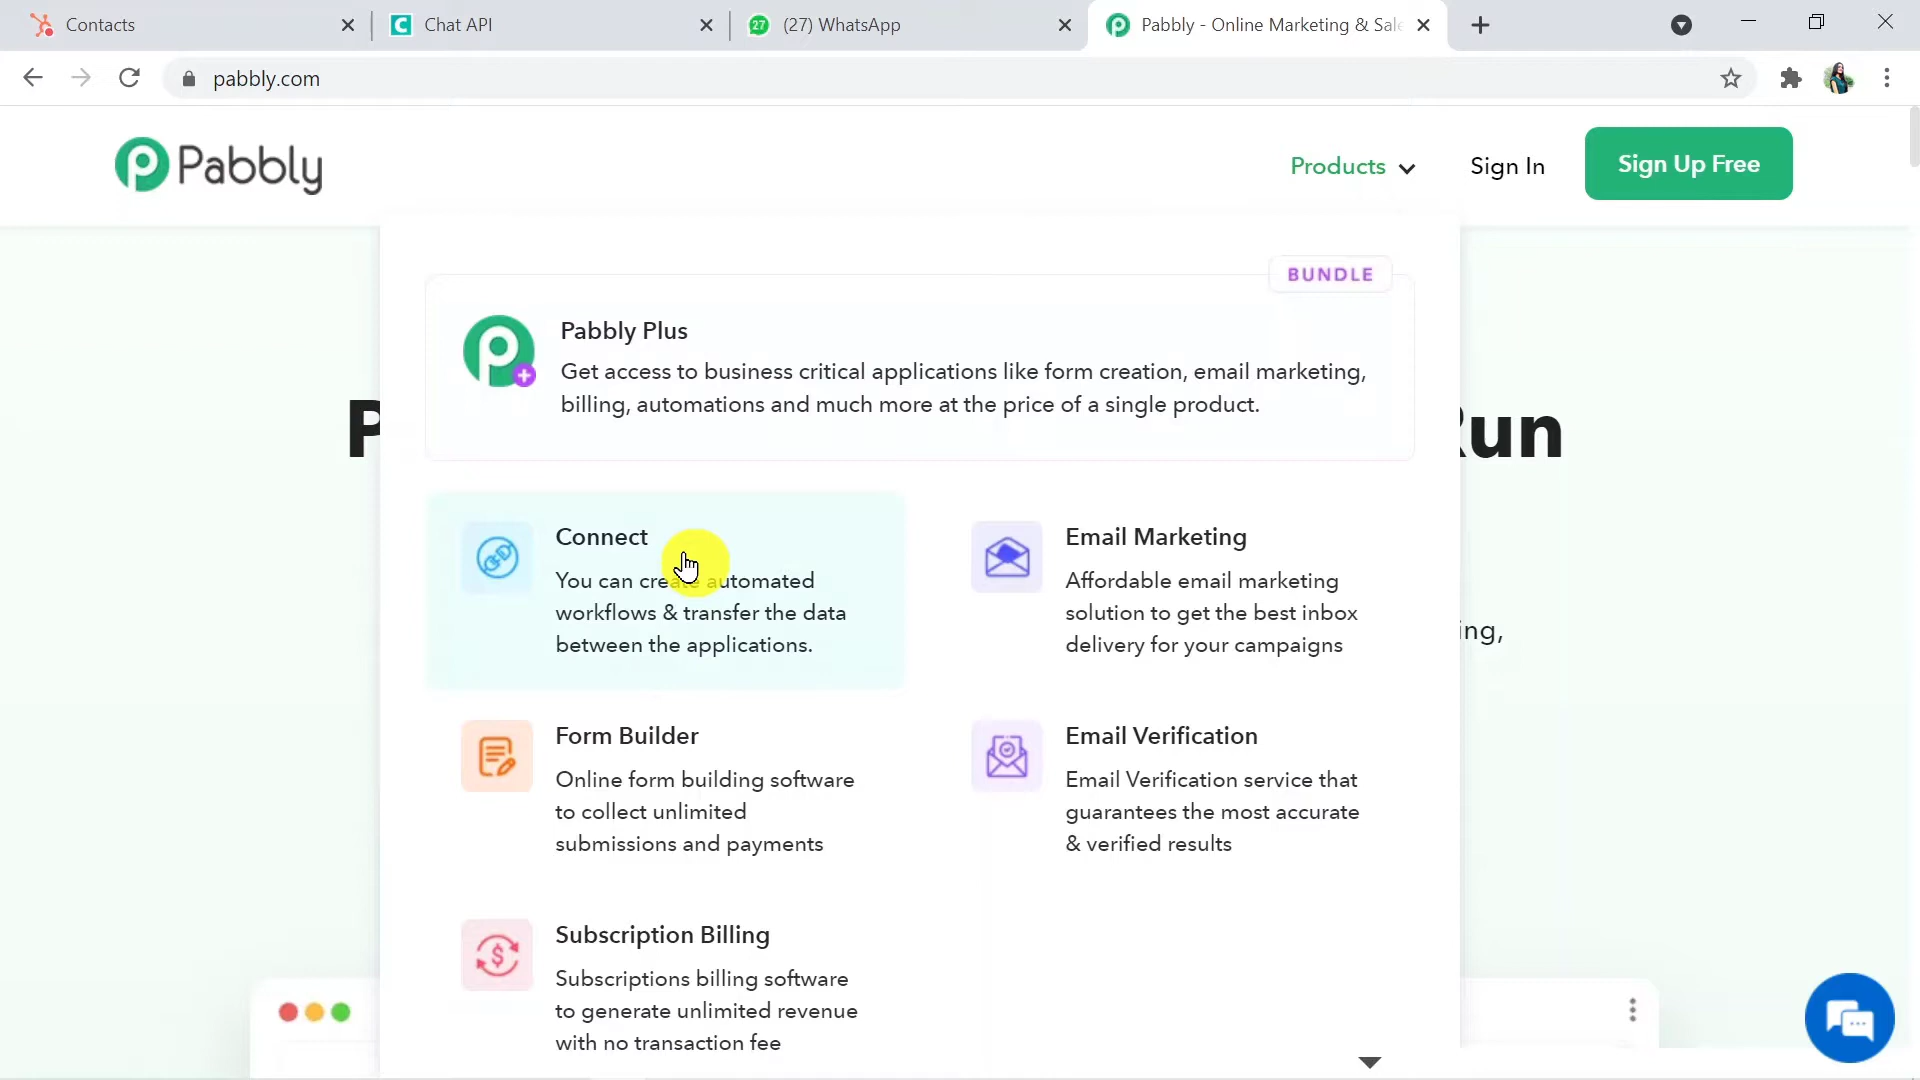 Contacts
Chat API
27
(27) WhatsApp
Pabbly - Online Marketing & Sale
pabbly.com
Pabbly
Products
Sign In
Sign Up Free
BUNDLE
Pabbly Plus
Get access to business critical applications like form creation, email marketing,
billing, automations and much more at the price of a single product.
P
Run
Connect
You can create automated
workflows & transfer the data
between the applications.
Email Marketing
Affordable email marketing
solution to get the best inbox
delivery for your campaigns
ing,
Form Builder
Online form building software
to collect unlimited
submissions and payments
Email Verification
Email Verification service that
guarantees the most accurate
& verified results
Subscription Billing
Subscriptions billing software
to generate unlimited revenue
with no transaction fee